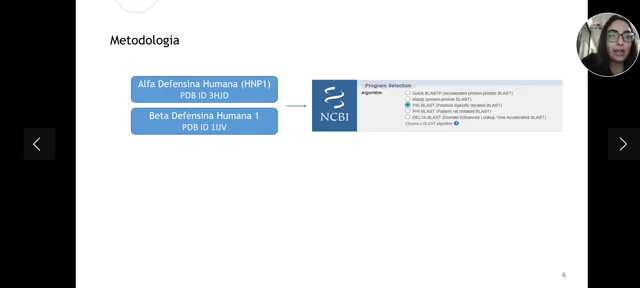 Metodología
Alfa Defensina Humana (HNP1)
PDB ID 3HJD
Beta Defensina Humana 1
PDB ID 1IJV
NCBI
Program Selection
Algorithm
Quick BLASTP (Accelerated protein-protein BLAST)
blastp (protein-protein BLAST)
PSI-BLAST (Position-Specific Iterated BLAST)
PHI-BLAST (Pattern Hit Initiated BLAST)
DELTA-BLAST (Domain Enhanced Lookup Time Accelerated BLAST)
Choose a BLAST algorithm
6